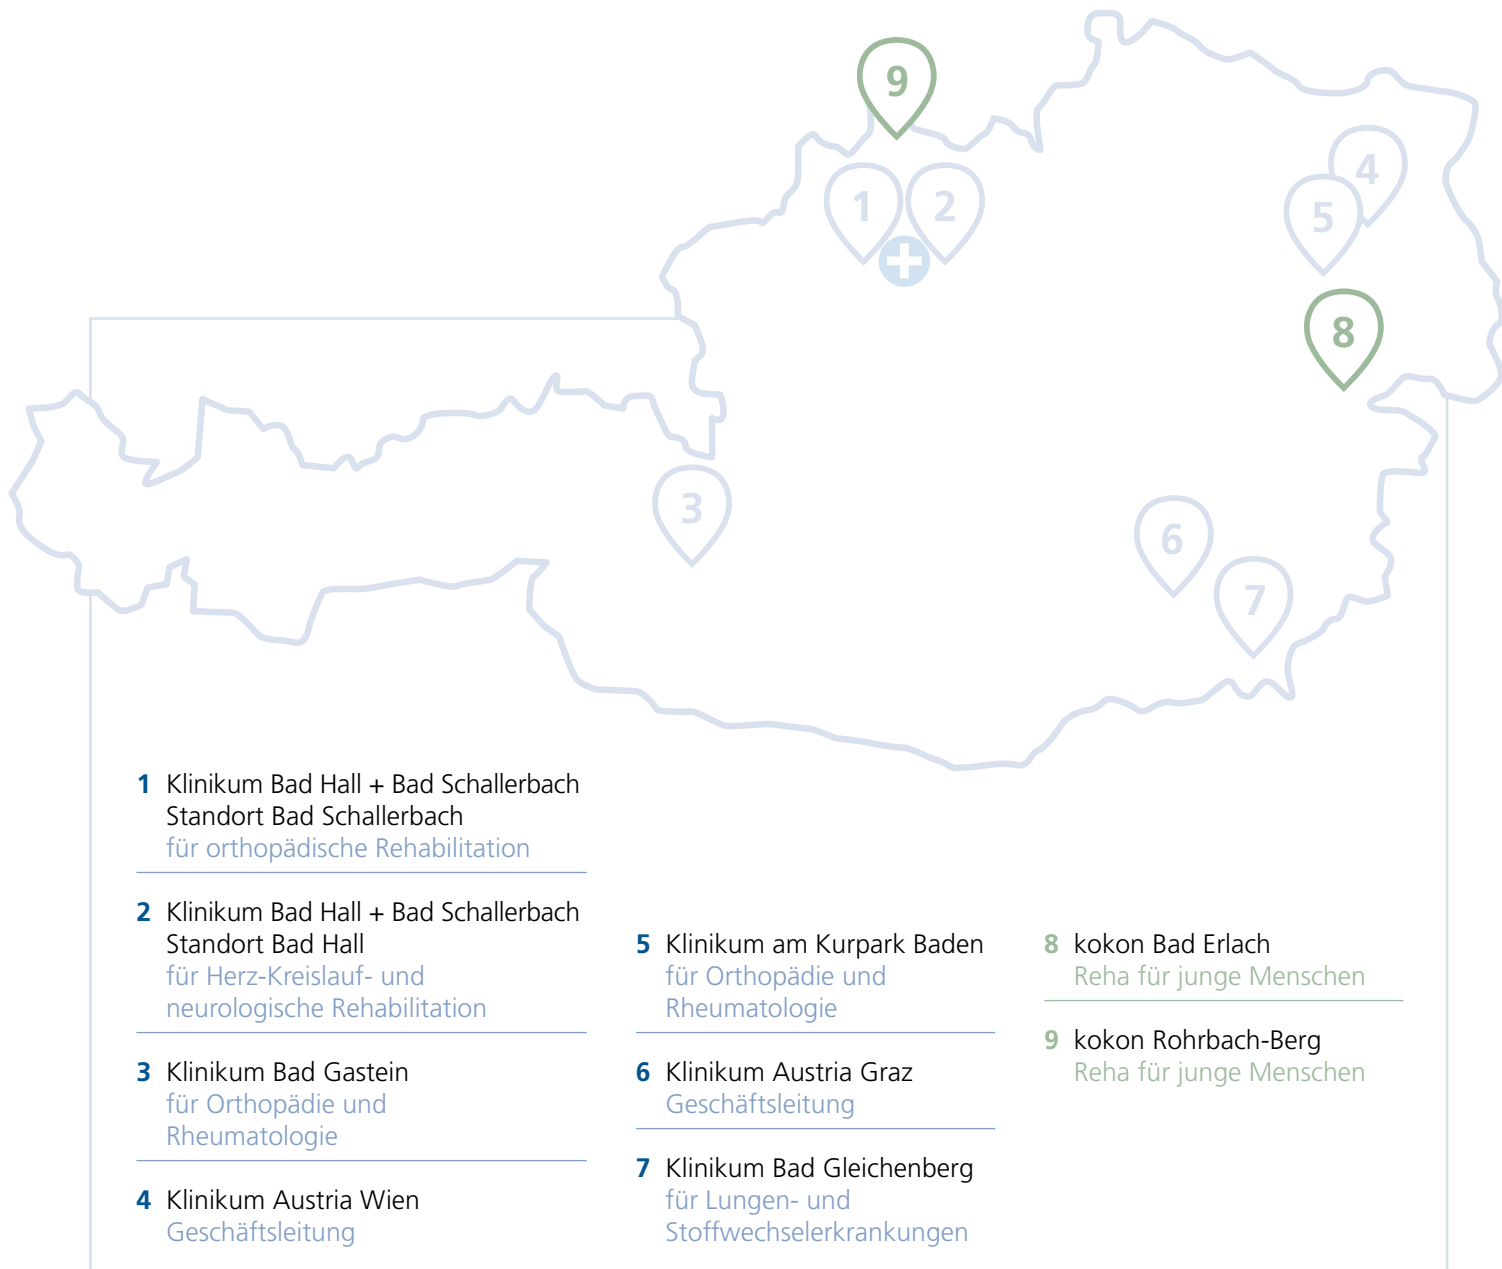 9
1
2
4
5
8
3
6
7
1 Klinikum Bad Hall + Bad Schallerbach
Standort Bad Schallerbach
für orthopädische Rehabilitation
2 Klinikum Bad Hall + Bad Schallerbach
Standort Bad Hall
für Herz-Kreislauf- und
neurologische Rehabilitation
3 Klinikum Bad Gastein
für Orthopädie und
Rheumatologie
4 Klinikum Austria Wien
Geschäftsleitung
5 Klinikum am Kurpark Baden
für Orthopädie und
Rheumatologie
6 Klinikum Austria Graz
Geschäftsleitung
7 Klinikum Bad Gleichenberg
für Lungen- und
Stoffwechselerkrankungen
8 kokon Bad Erlach
Reha für junge Menschen
9 kokon Rohrbach-Berg
Reha für junge Menschen